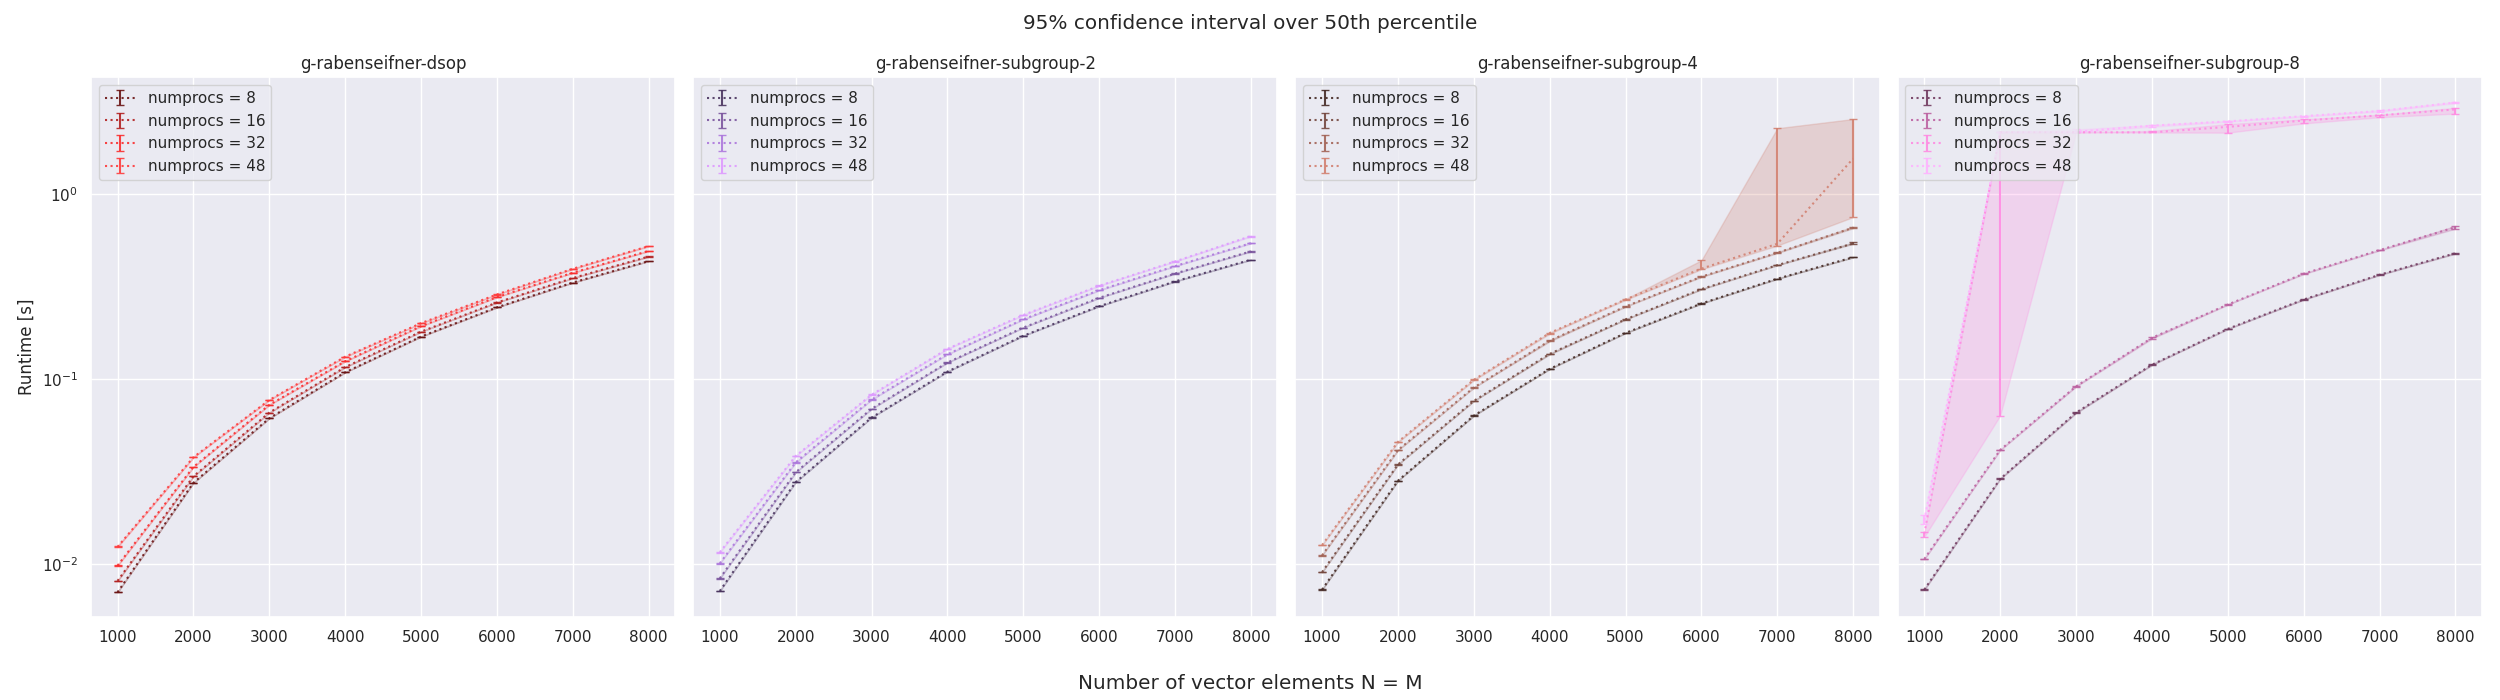 95% confidence interval over 50th percentile
g-rabenseifner-dsop
g-rabenseifner-subgroup-2
g-rabenseifner-subgroup-4
g-rabenseifner-subgroup-8
numprocs = 8
numprocs = 16
numprocs = 32
numprocs = 48
numprocs = 8
numprocs = 16
numprocs = 32
numprocs = 48
numprocs = 8
numprocs = 16
numprocs = 32
numprocs = 48
numprocs = 8
numprocs = 16
numprocs = 32
numprocs = 48
Runtime [s]
10⁰
10⁻¹
10⁻²
1000 2000 3000 4000 5000 6000 7000 8000
1000 2000 3000 4000 5000 6000 7000 8000
1000 2000 3000 4000 5000 6000 7000 8000
1000 2000 3000 4000 5000 6000 7000 8000
Number of vector elements N = M